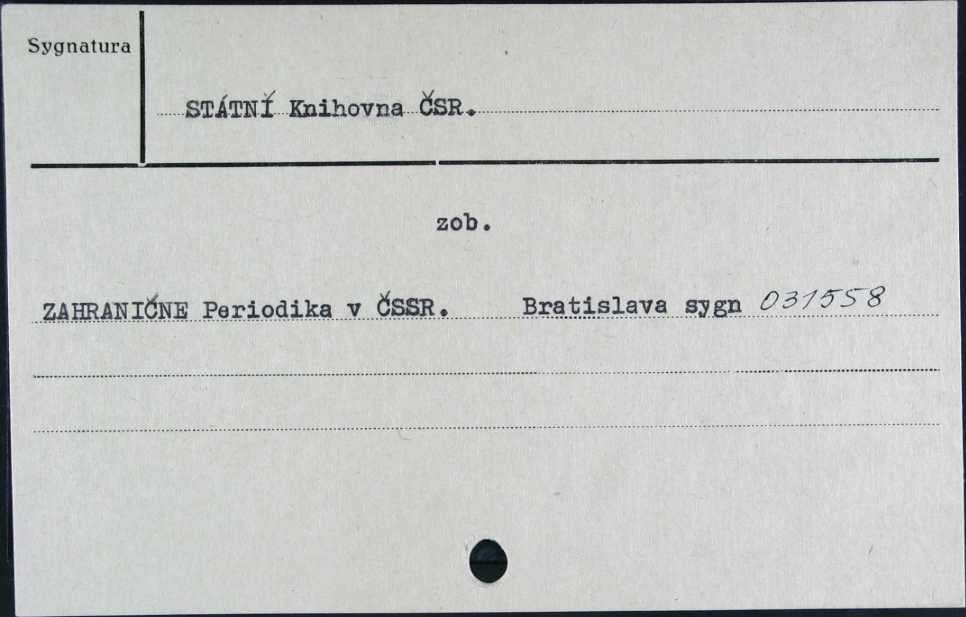 Sygnatura
STÁTNÍ Knihovna ČSR.
zob.
ZAHRANIČNE Periodika v ČSSR. Bratislava sygn 031558